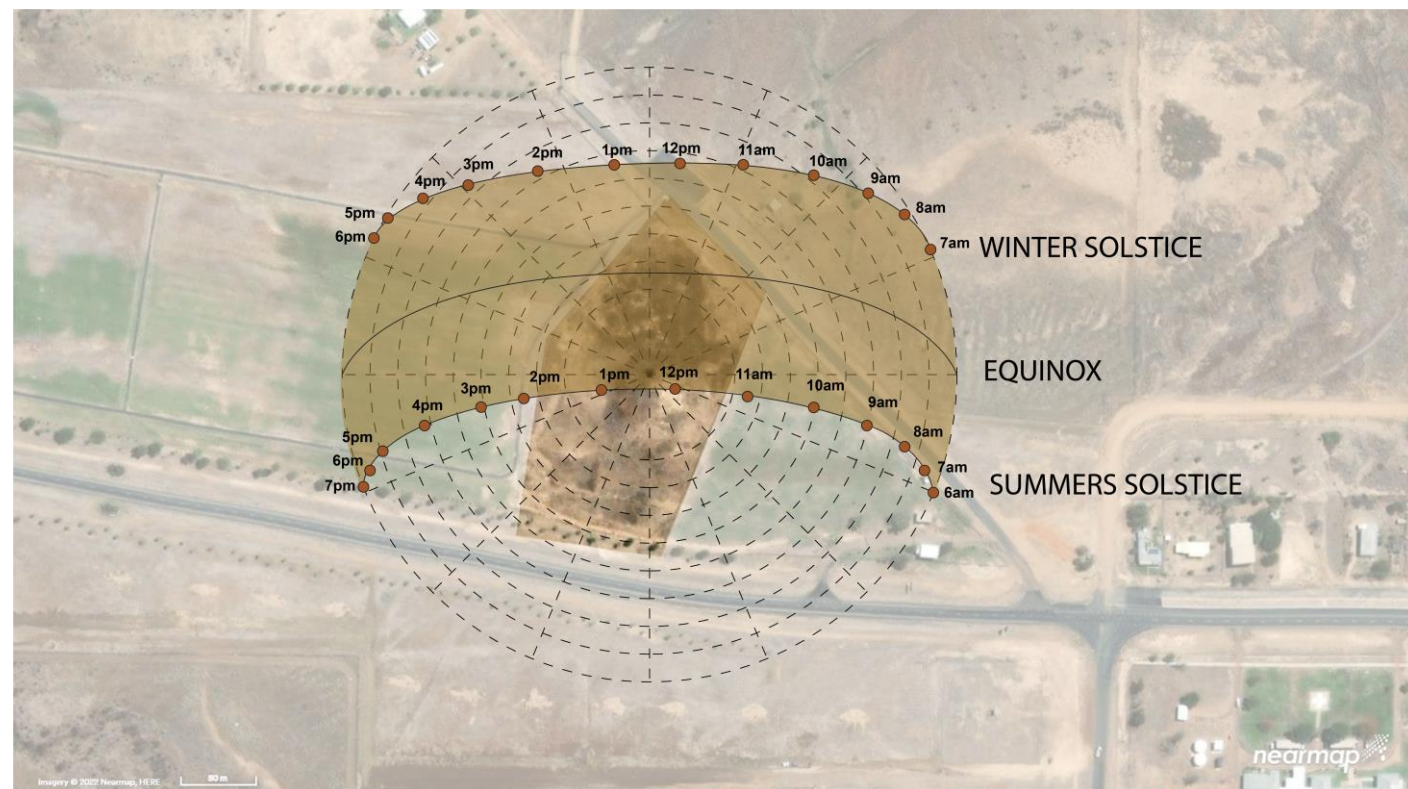 2pm
1pm
12pm
11am
3pm
10am
4pm
9am
5pm
8am
6pm
7am
WINTER SOLSTICE
EQUINOX
2pm
1pm
12pm
11am
3pm
10am
4pm
9am
5pm
8am
6pm
7am
7pm
6am
SUMMERS SOLSTICE
nearmap
Imagery © 2022 Nearmap, HERE
80 m